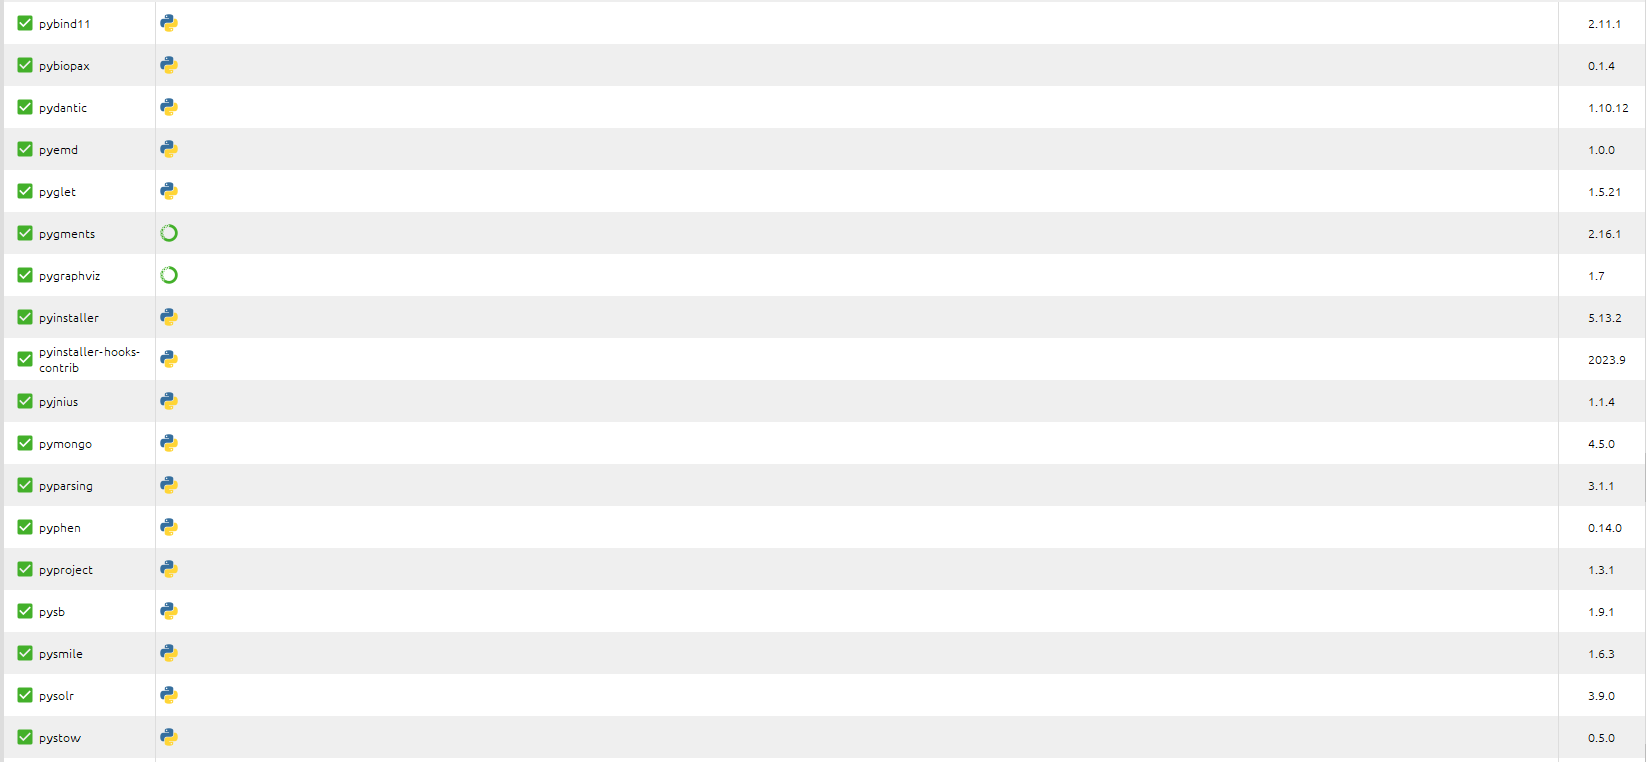 pybind11 2.11.1
pybiopax 0.1.4
pydantic 1.10.12
pyemd 1.0.0
pyglet 1.5.21
pygments 2.16.1
pygraphviz 1.7
pyinstaller 5.13.2
pyinstaller-hooks-
contrib 2023.9
pyjnius 1.1.4
pymongo 4.5.0
pyparsing 3.1.1
pyphen 0.14.0
pyproject 1.3.1
pysb 1.9.1
pysmile 1.6.3
pysolr 3.9.0
pystow 0.5.0